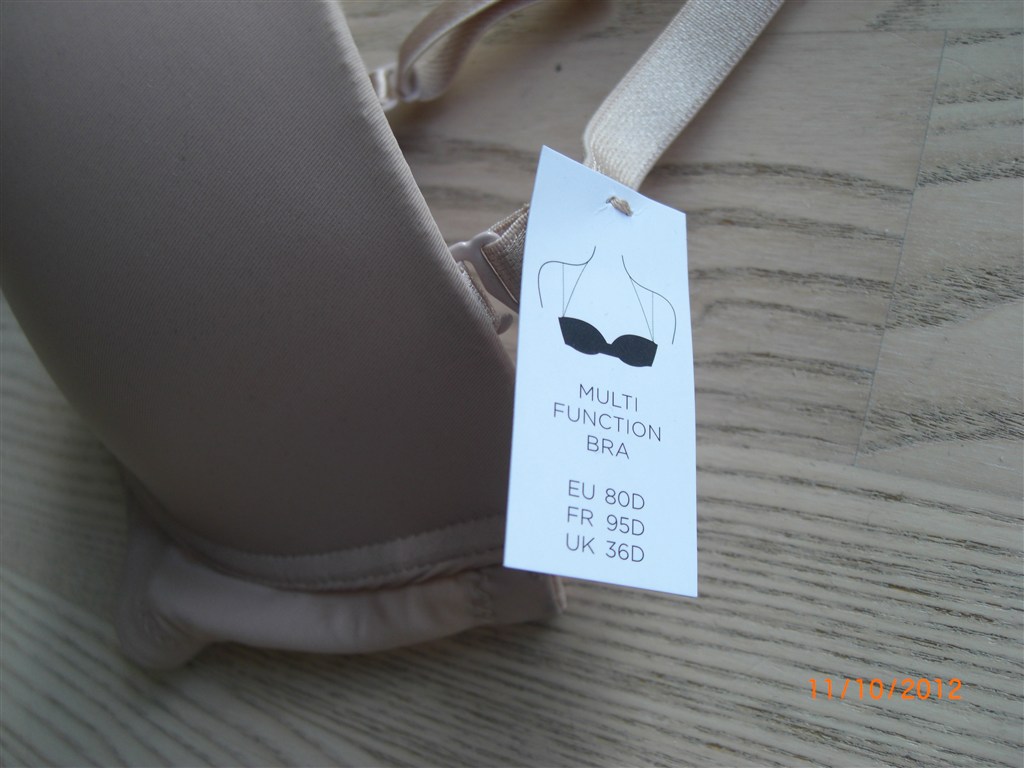 MULTI
FUNCTION
BRA
EU 80D
FR 95D
UK 36D
11/10/2012